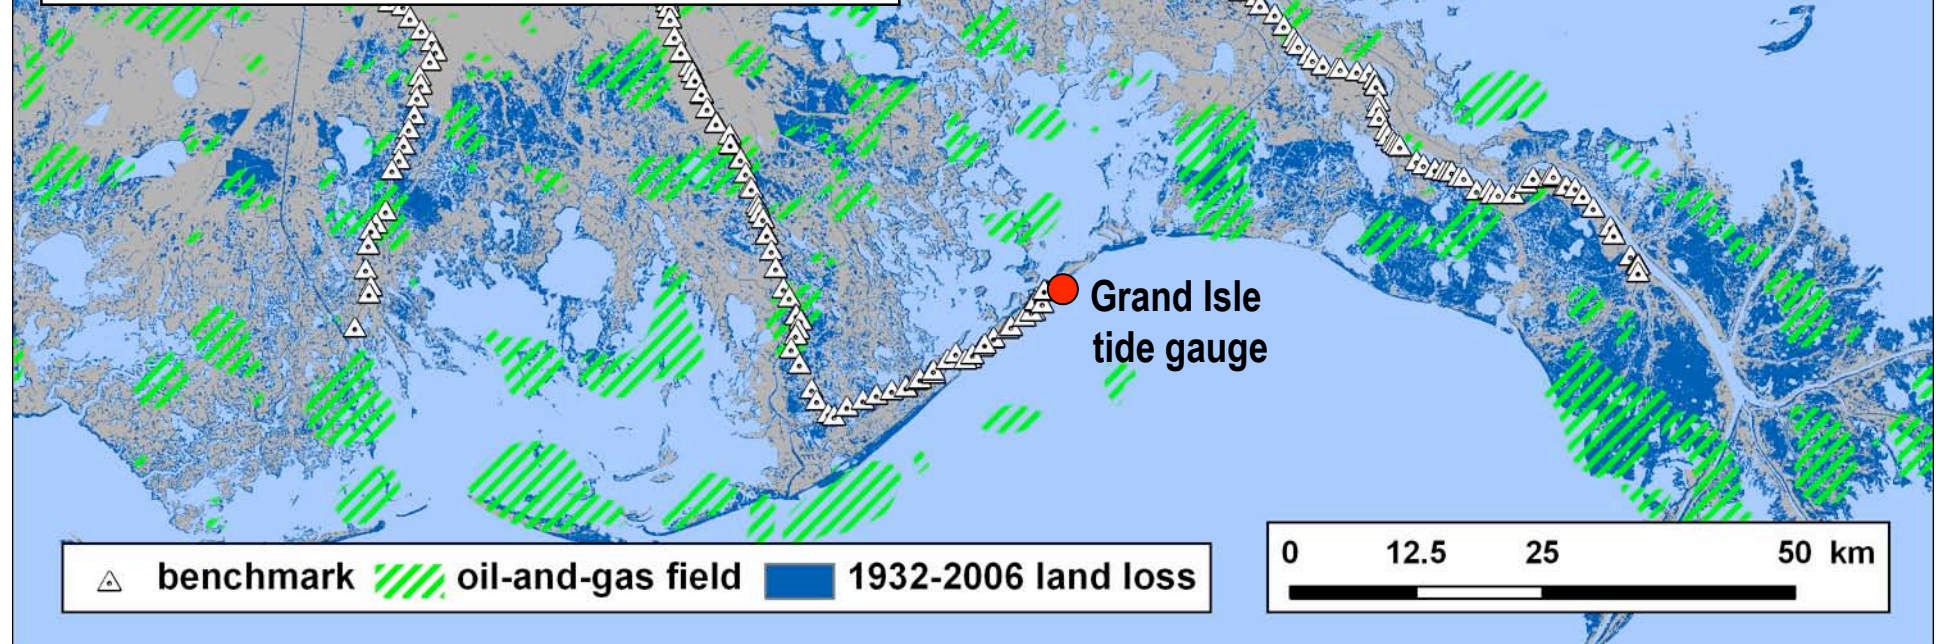 Grand Isle
tide gauge
benchmark oil-and-gas field 1932-2006 land loss
0 12.5 25 50 km